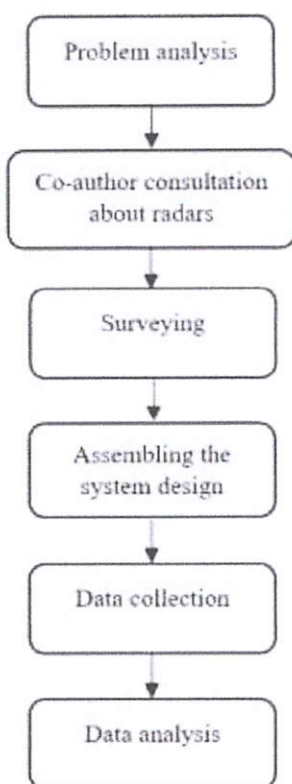 Problem analysis
Co-author consultation
about radars
Surveying
Assembling the
system design
Data collection
Data analysis